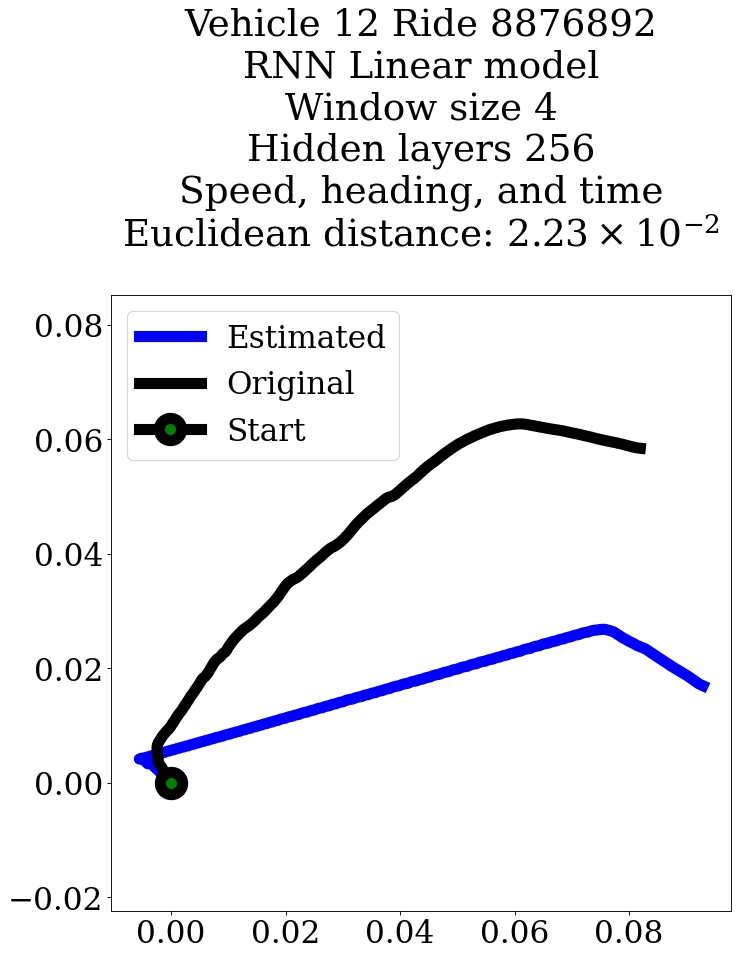 Vehicle 12 Ride 8876892
RNN Linear model
Window size 4
Hidden layers 256
Speed, heading, and time
Euclidean distance: 2.23 × 10⁻²
Estimated
Original
Start
0.08
0.06
0.04
0.02
0.00
−0.02
0.00 0.02 0.04 0.06 0.08